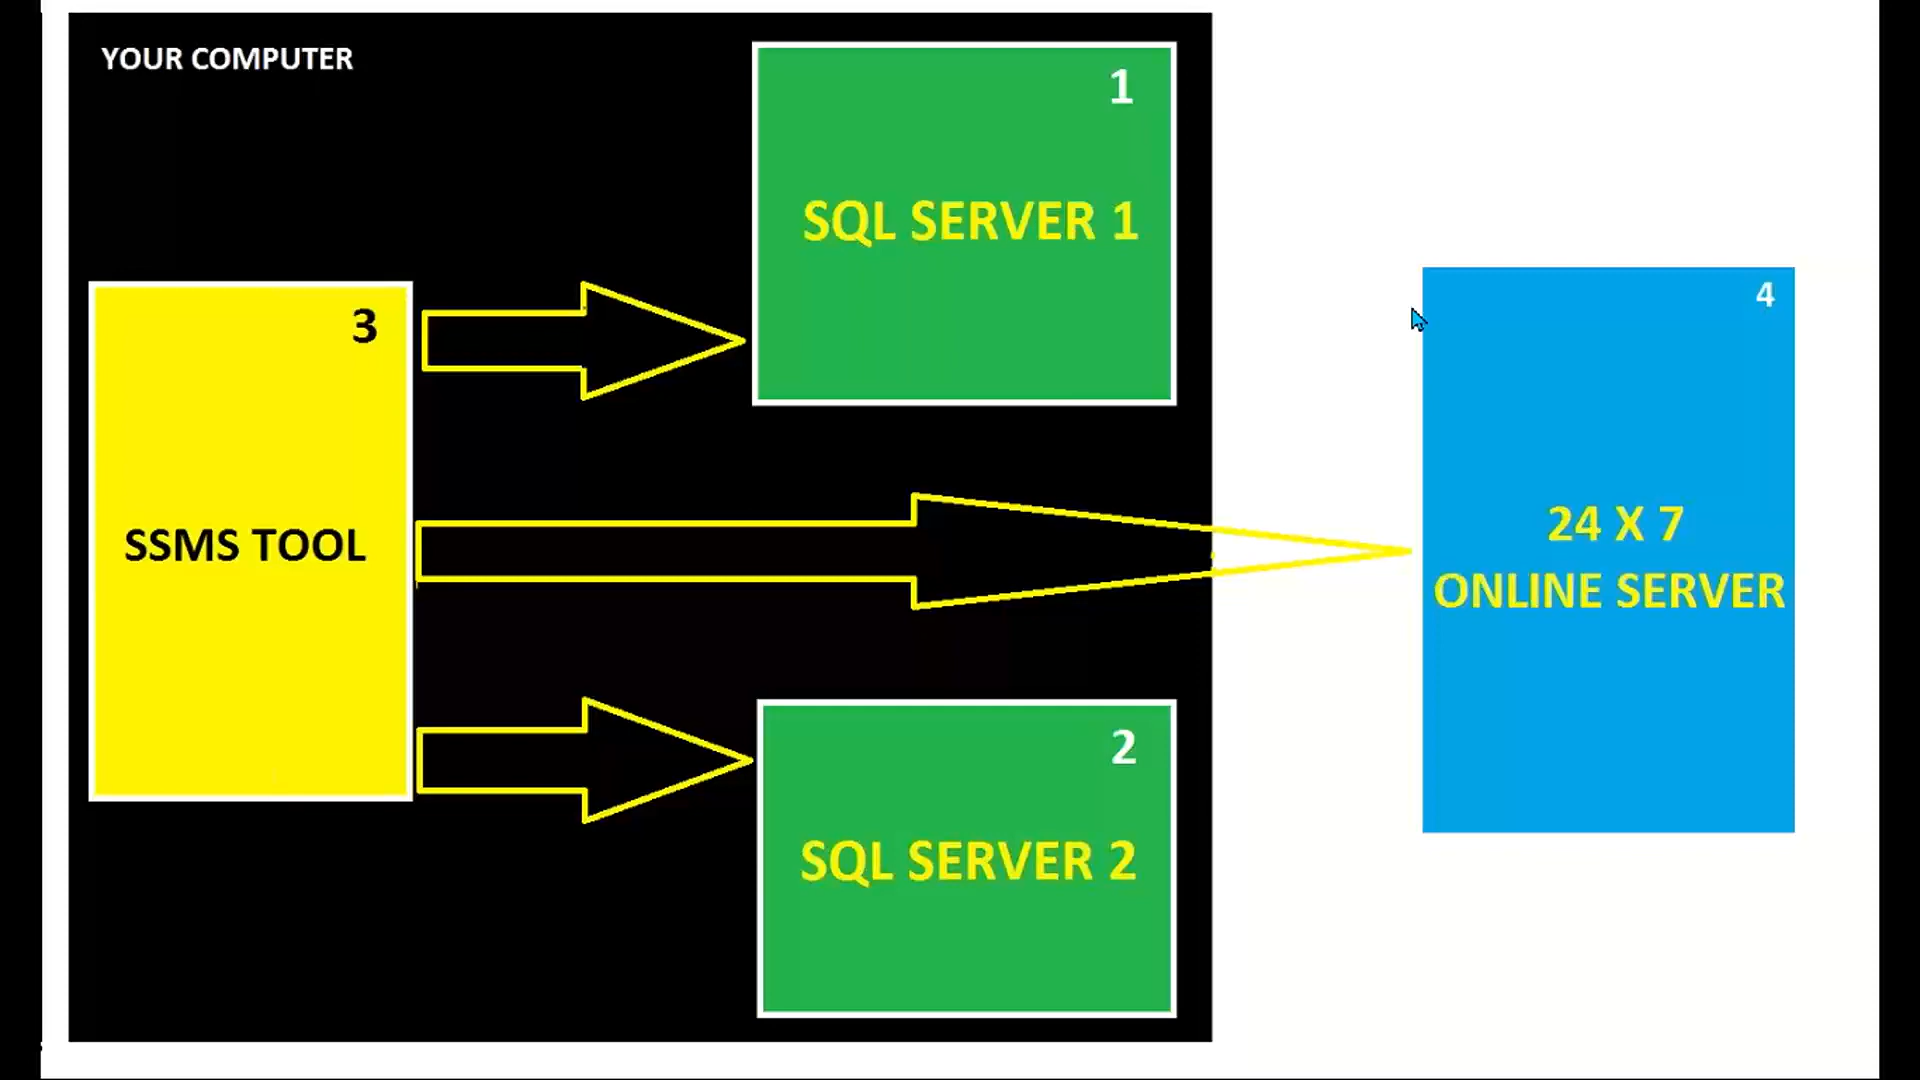 YOUR COMPUTER
1
SQL SERVER 1
3
SSMS TOOL
4
24 X 7
ONLINE SERVER
2
SQL SERVER 2